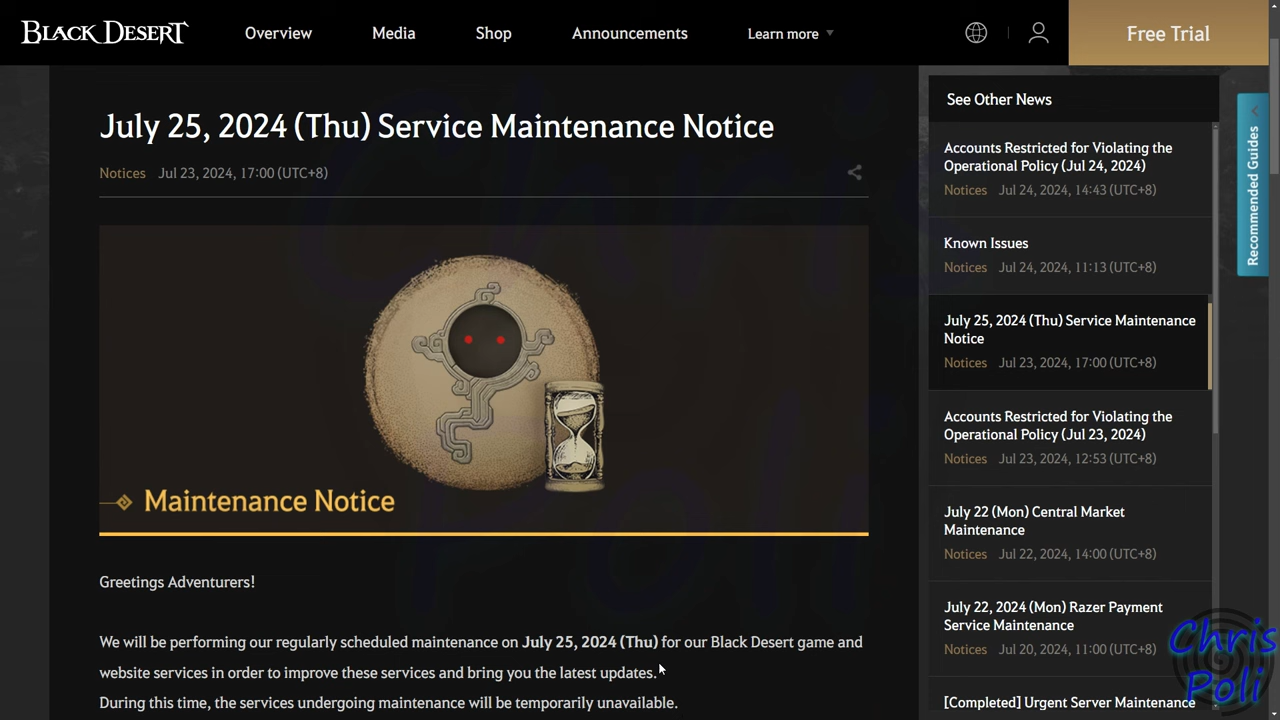 BLACK DESERT
Overview
Media
Shop
Announcements
Learn more
Free Trial
July 25, 2024 (Thu) Service Maintenance Notice
Notices Jul 23, 2024, 17:00 (UTC+8)
Maintenance Notice
Greetings Adventurers!
We will be performing our regularly scheduled maintenance on July 25, 2024 (Thu) for our Black Desert game and
website services in order to improve these services and bring you the latest updates.
During this time, the services undergoing maintenance will be temporarily unavailable.
See Other News
Accounts Restricted for Violating the
Operational Policy (Jul 24, 2024)
Notices Jul 24, 2024, 14:43 (UTC+8)
Known Issues
Notices Jul 24, 2024, 11:13 (UTC+8)
July 25, 2024 (Thu) Service Maintenance
Notice
Notices Jul 23, 2024, 17:00 (UTC+8)
Accounts Restricted for Violating the
Operational Policy (Jul 23, 2024)
Notices Jul 23, 2024, 12:53 (UTC+8)
July 22 (Mon) Central Market
Maintenance
Notices Jul 22, 2024, 14:00 (UTC+8)
July 22, 2024 (Mon) Razer Payment
Service Maintenance
Notices Jul 20, 2024, 11:00 (UTC+8)
[Completed] Urgent Server Maintenance
Recommended Guides
Chris
Poli